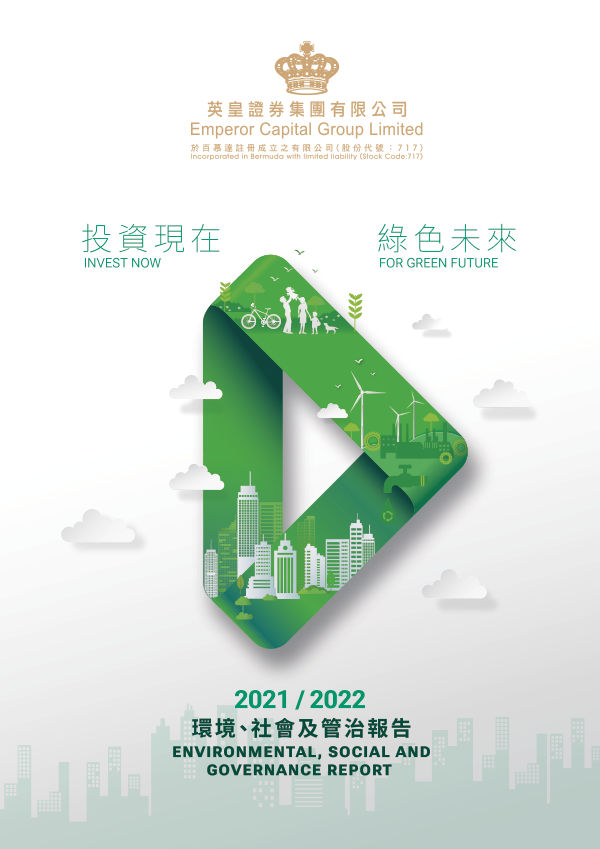 英皇證券集團有限公司
Emperor Capital Group Limited
於百慕達註冊成立之有限公司(股份代號：717)
Incorporated in Bermuda with limited liability (Stock Code:717)
投資現在
INVEST NOW
綠色未來
FOR GREEN FUTURE
2021 / 2022
環境、社會及管治報告
ENVIRONMENTAL, SOCIAL AND
GOVERNANCE REPORT